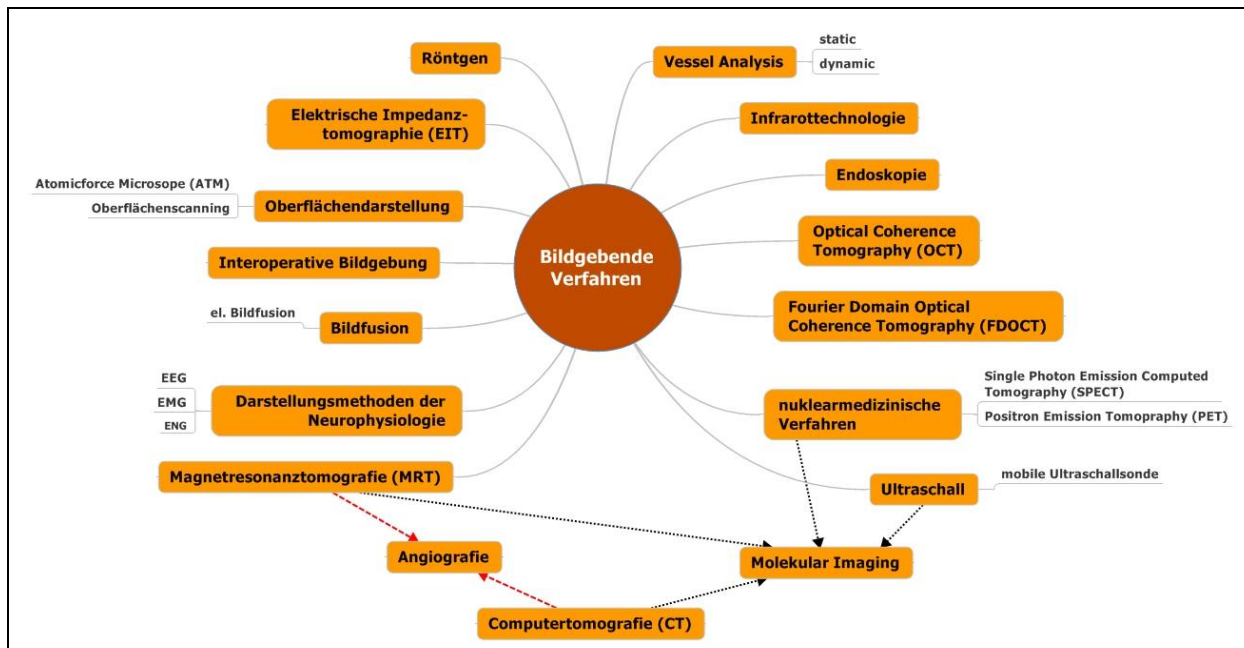 Röntgen
Elektrische Impedanz-
tomographie (EIT)
Atomicforce Microsope (ATM)
Oberflächenscanning
Oberflächendarstellung
Interoperative Bildgebung
el. Bildfusion
Bildfusion
EEG
EMG
ENG
Darstellungsmethoden der
Neurophysiologie
Magnetresonanztomografie (MRT)
Bildgebende
Verfahren
Vessel Analysis
static
dynamic
Infrarottechnologie
Endoskopie
Optical Coherence
Tomography (OCT)
Fourier Domain Optical
Coherence Tomography (FDOCT)
nuklearmedizinische
Verfahren
Single Photon Emission Computed
Tomography (SPECT)
Positron Emission Tomopraphy (PET)
Ultraschall
mobile Ultraschallsonde
Angiografie
Molekular Imaging
Computertomografie (CT)